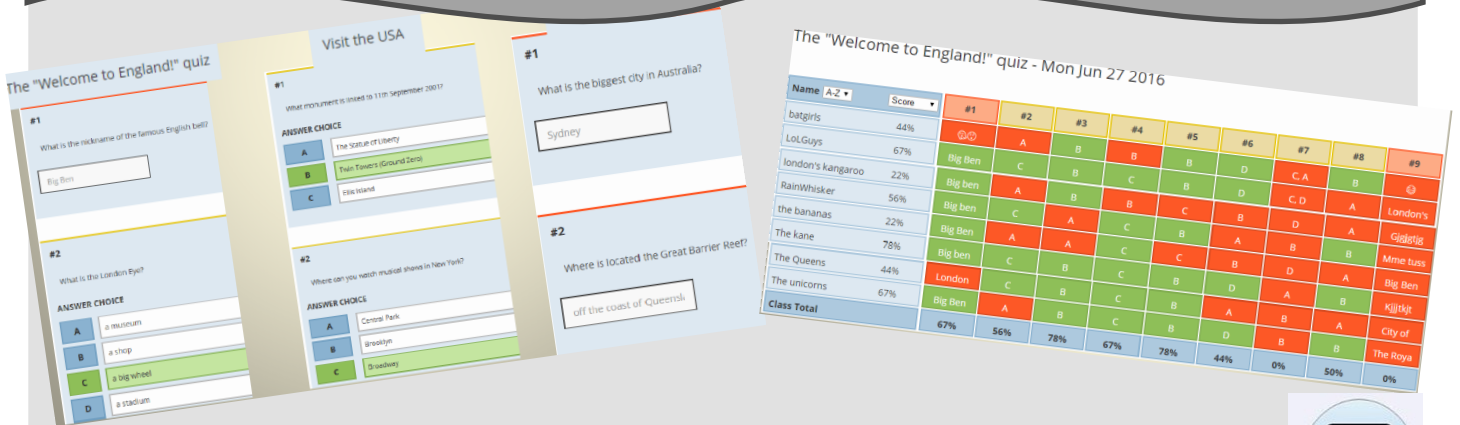 The "Welcome to England!" quiz
#1
What is the nickname of the famous English bell?
Big Ben
#2
What is the London Eye?
ANSWER CHOICE
A a museum
B a shop
C a big wheel
D a stadium
Visit the USA
#1
What monument is linked to 11th September 2001?
ANSWER CHOICE
A The Statue of Liberty
B Twin Towers (Ground Zero)
C Ellis Island
#2
Where can you watch musical shows in New York?
ANSWER CHOICE
A Central Park
B Brooklyn
C Broadway
#1
What is the biggest city in Australia?
Sydney
#2
Where is located the Great Barrier Reef?
off the coast of Queensl
The "Welcome to England!" quiz - Mon Jun 27 2016
Name A-Z Score #1 #2 #3 #4 #5 #6 #7 #8 #9
batgirls 44% A B B B D C, A B
LoLGuys 67% Big Ben C B C B D C, D A London's
london's kangaroo 22% Big ben A B B C B D A
RainWhisker 56% Big ben C A C B A B B Mme tuss
the bananas 22% Big Ben A A C C B D A Big Ben
The kane 78% Big ben C B C B D A B Kjjtkjt
The Queens 44% London C B C B A B A City of
The unicorns 67% Big Ben A B C B D B B The Roya
Class Total 67% 56% 78% 67% 78% 44% 0% 50% 0%